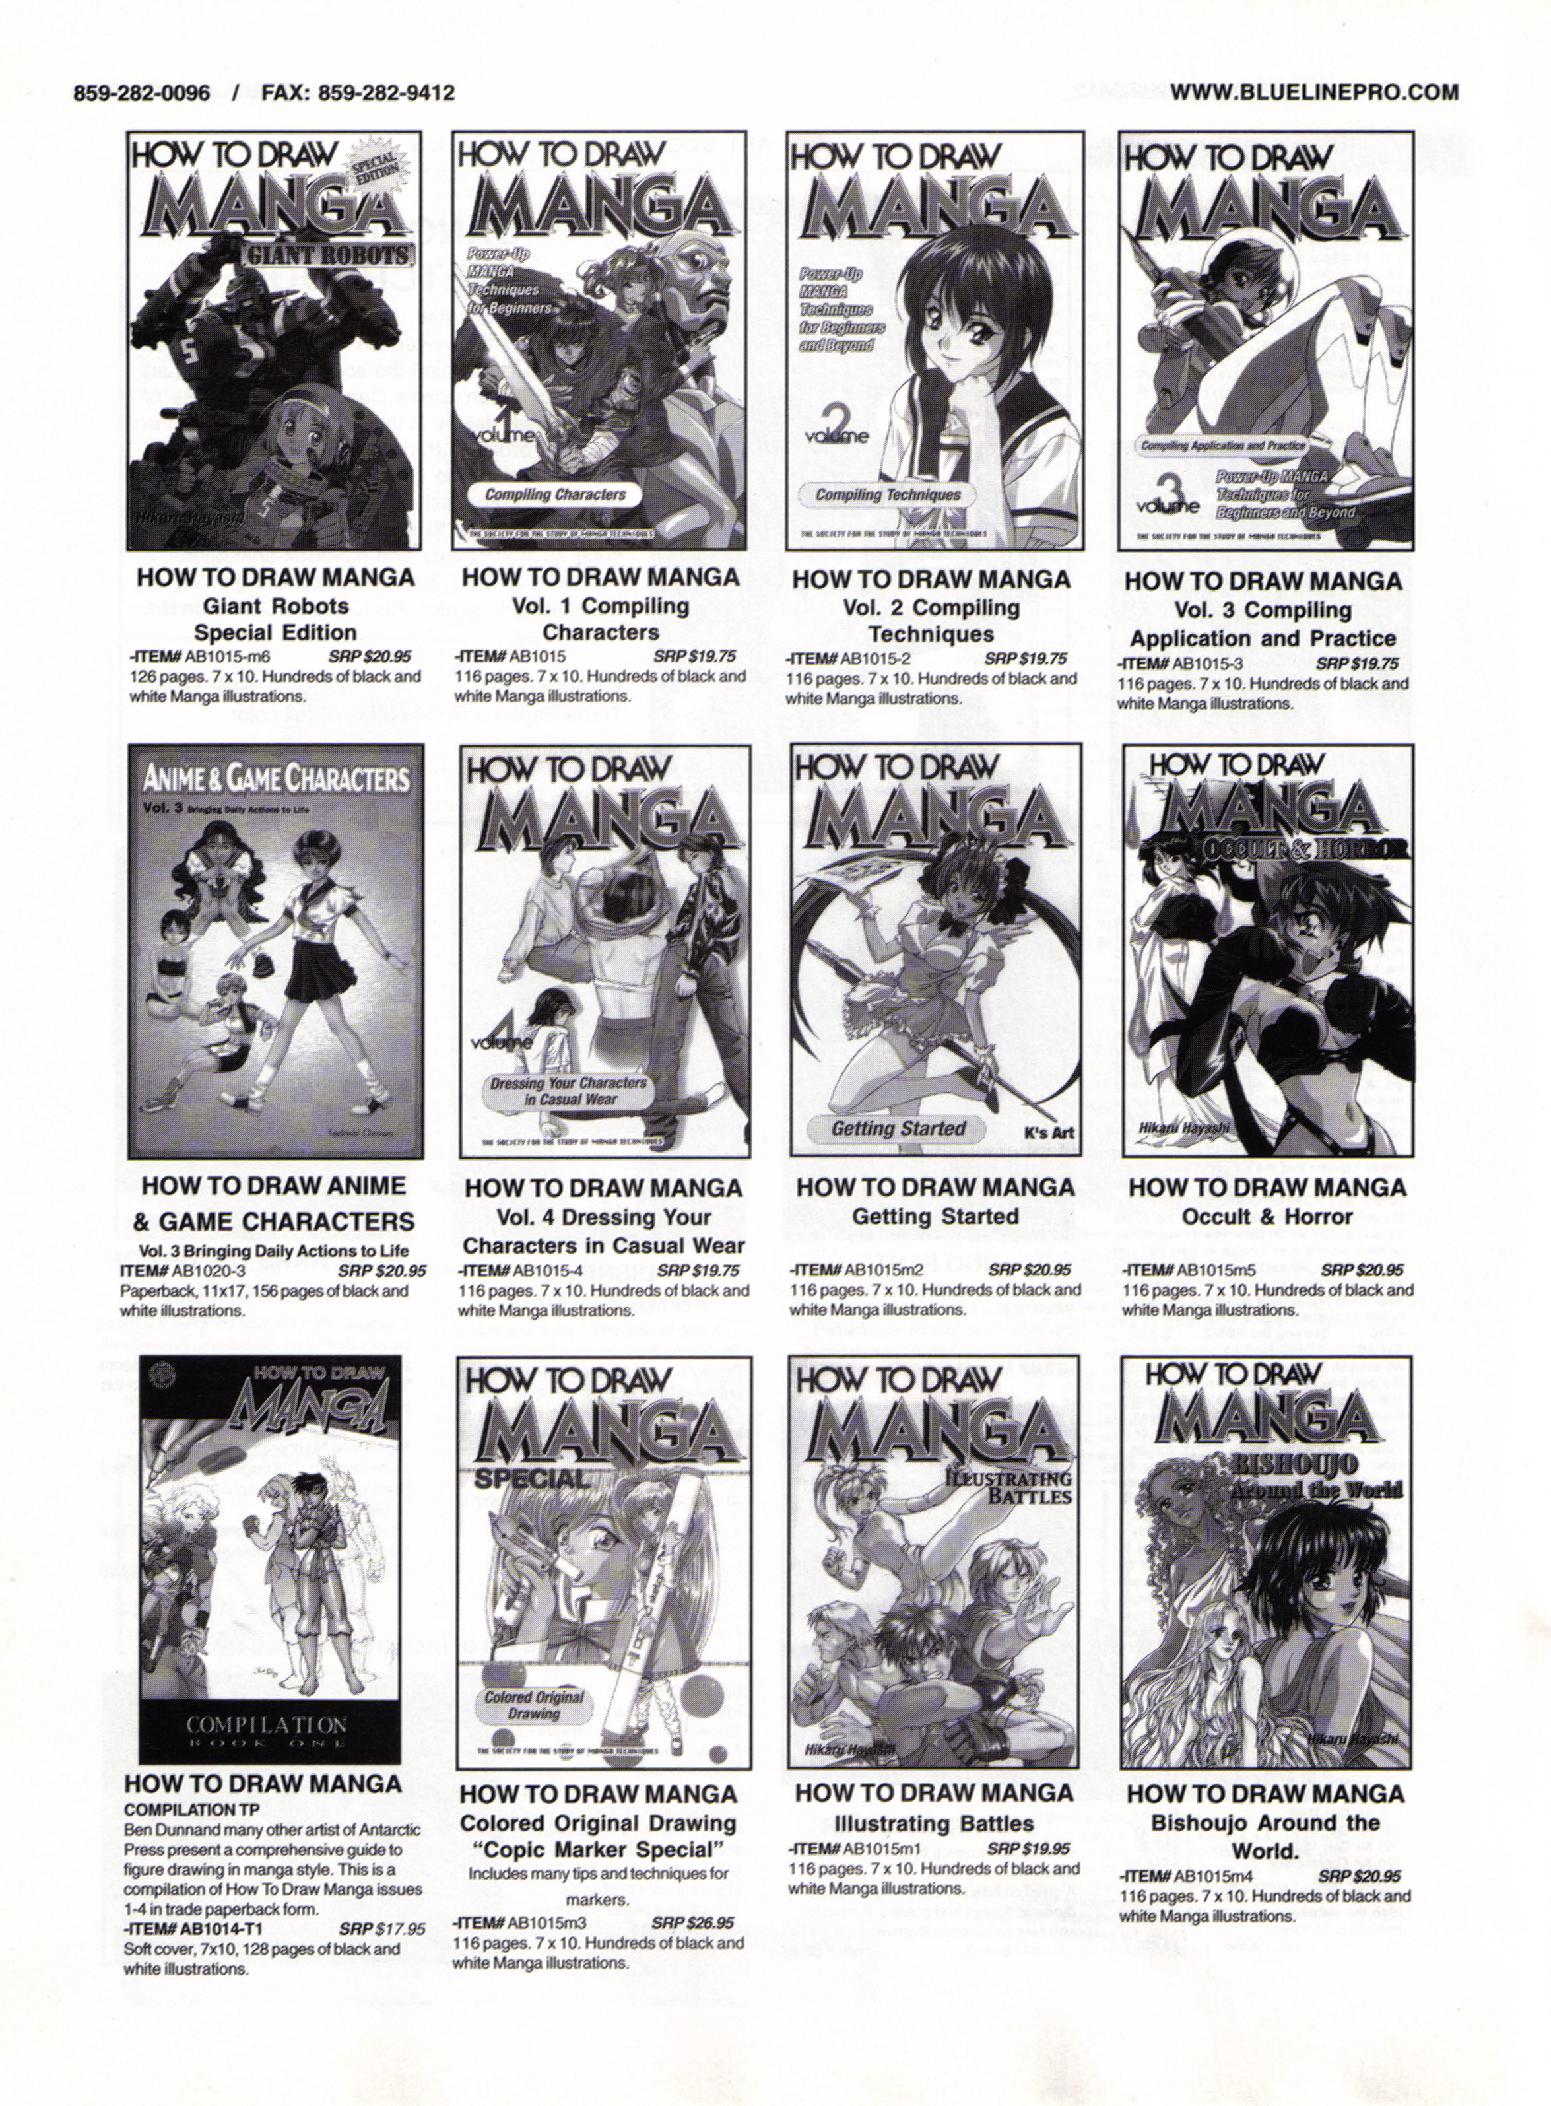 859-282-0096 / FAX: 859-282-9412
WWW.BLUELINEPRO.COM
HOW TO DRAW
MANGA
SPECIAL
EDITION
GIANT ROBOTS
Hikaru Hayashi
HOW TO DRAW MANGA
Giant Robots
Special Edition
-ITEM# AB1015-m6 SRP $20.95
126 pages. 7 x 10. Hundreds of black and
white Manga illustrations.
HOW TO DRAW
MANGA
Power-Up
MANGA
Techniques
for Beginners
1
volume
Compiling Characters
THE SOCIETY FOR THE STUDY OF MANGA TECHNIQUES
HOW TO DRAW MANGA
Vol. 1 Compiling
Characters
-ITEM# AB1015 SRP $19.75
116 pages. 7 x 10. Hundreds of black and
white Manga illustrations.
HOW TO DRAW
MANGA
Power-Up
MANGA
Techniques
for Beginners
and Beyond
2
volume
Compiling Techniques
THE SOCIETY FOR THE STUDY OF MANGA TECHNIQUES
HOW TO DRAW MANGA
Vol. 2 Compiling
Techniques
-ITEM# AB1015-2 SRP $19.75
116 pages. 7 x 10. Hundreds of black and
white Manga illustrations.
HOW TO DRAW
MANGA
Compiling Application and Practice
3
volume
Power-Up MANGA
Techniques for
Beginners and Beyond
THE SOCIETY FOR THE STUDY OF MANGA TECHNIQUES
HOW TO DRAW MANGA
Vol. 3 Compiling
Application and Practice
-ITEM# AB1015-3 SRP $19.75
116 pages. 7 x 10. Hundreds of black and
white Manga illustrations.
ANIME & GAME CHARACTERS
Vol. 3 Bringing Daily Actions to Life
HOW TO DRAW ANIME
& GAME CHARACTERS
Vol. 3 Bringing Daily Actions to Life
ITEM# AB1020-3 SRP $20.95
Paperback, 11x17, 156 pages of black and
white illustrations.
HOW TO DRAW
MANGA
4
volume
Dressing Your Characters
in Casual Wear
THE SOCIETY FOR THE STUDY OF MANGA TECHNIQUES
HOW TO DRAW MANGA
Vol. 4 Dressing Your
Characters in Casual Wear
-ITEM# AB1015-4 SRP $19.75
116 pages. 7 x 10. Hundreds of black and
white Manga illustrations.
HOW TO DRAW
MANGA
Getting Started
K's Art
HOW TO DRAW MANGA
Getting Started
-ITEM# AB1015m2 SRP $20.95
116 pages. 7 x 10. Hundreds of black and
white Manga illustrations.
HOW TO DRAW
MANGA
OCCULT & HORROR
Hikaru Hayashi
HOW TO DRAW MANGA
Occult & Horror
-ITEM# AB1015m5 SRP $20.95
116 pages. 7 x 10. Hundreds of black and
white Manga illustrations.
HOW TO DRAW
MANGA
COMPILATION
BOOK ONE
HOW TO DRAW MANGA
COMPILATION TP
Ben Dunnand many other artist of Antarctic
Press present a comprehensive guide to
figure drawing in manga style. This is a
compilation of How To Draw Manga issues
1-4 in trade paperback form.
-ITEM# AB1014-T1 SRP $17.95
Soft cover, 7x10, 128 pages of black and
white illustrations.
HOW TO DRAW
MANGA
SPECIAL
Colored Original
Drawing
THE SOCIETY FOR THE STUDY OF MANGA TECHNIQUES
HOW TO DRAW MANGA
Colored Original Drawing
“Copic Marker Special”
Includes many tips and techniques for
markers.
-ITEM# AB1015m3 SRP $26.95
116 pages. 7 x 10. Hundreds of black and
white Manga illustrations.
HOW TO DRAW
MANGA
ILLUSTRATING
BATTLES
Hikaru Hayashi
HOW TO DRAW MANGA
Illustrating Battles
-ITEM# AB1015m1 SRP $19.95
116 pages. 7 x 10. Hundreds of black and
white Manga illustrations.
HOW TO DRAW
MANGA
BISHOUJO
Around the World
Hikaru Hayashi
HOW TO DRAW MANGA
Bishoujo Around the
World.
-ITEM# AB1015m4 SRP $20.95
116 pages. 7 x 10. Hundreds of black and
white Manga illustrations.